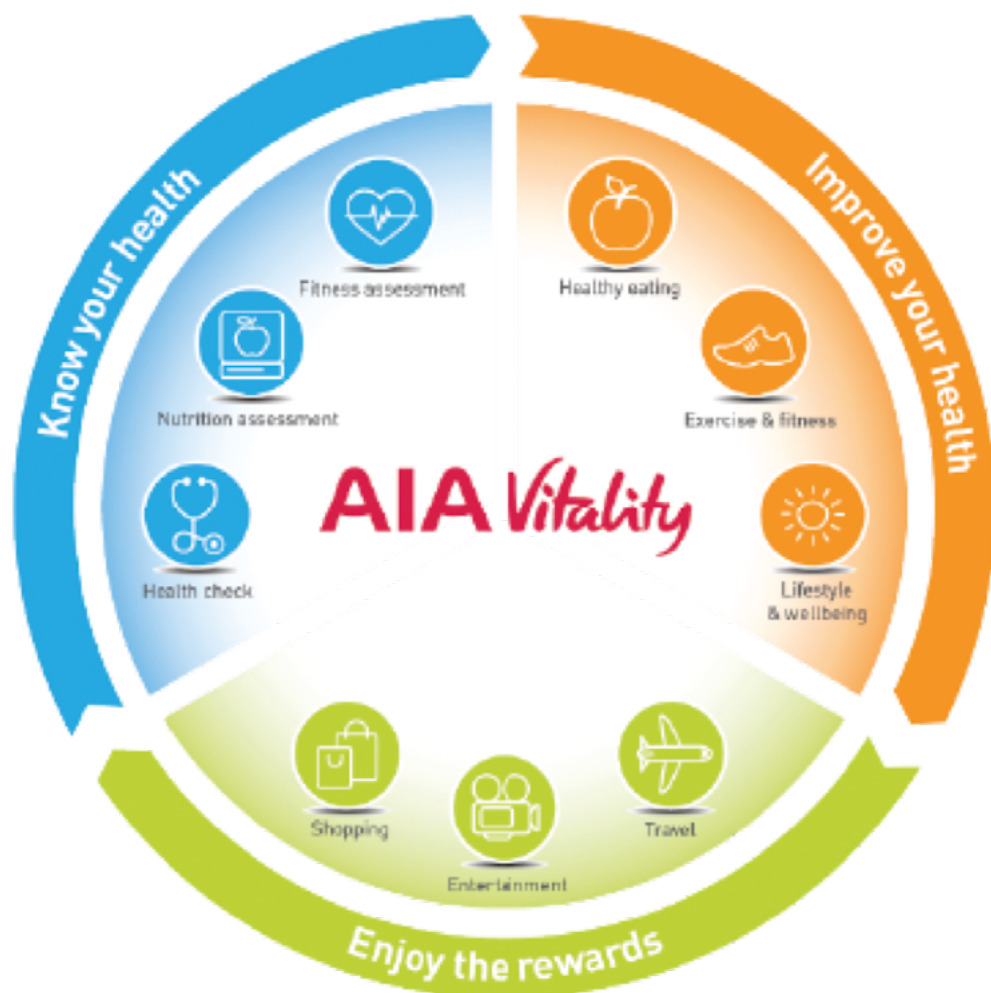 Know your health
Fitness assessment
Nutrition assessment
Health check
Improve your health
Healthy eating
Exercise & fitness
Lifestyle
& wellbeing
AIA Vitality
Shopping
Entertainment
Travel
Enjoy the rewards